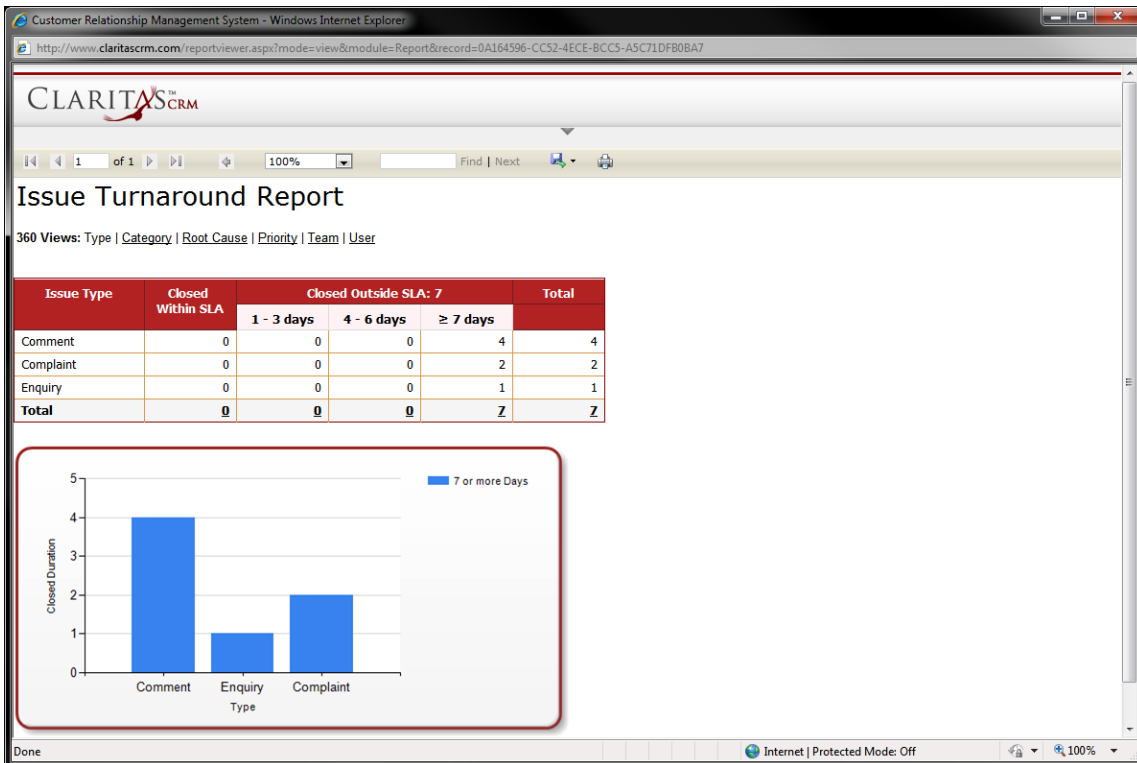 Customer Relationship Management System - Windows Internet Explorer
http://www.claritascrm.com/reportviewer.aspx?mode=view&module=Report&record=0A164596-CC52-4ECE-BCC5-A5C71DFB0BA7
CLARITAS™ CRM
1 of 1 100% Find | Next
Issue Turnaround Report
360 Views: Type | Category | Root Cause | Priority | Team | User
Issue Type Closed Within SLA Closed Outside SLA: 7 Total
1 - 3 days 4 - 6 days ≥ 7 days
Comment 0 0 0 4 4
Complaint 0 0 0 2 2
Enquiry 0 0 0 1 1
Total 0 0 0 7 7
7 or more Days
5
4
3
2
1
0
Closed Duration
Comment Enquiry Complaint
Type
Done Internet | Protected Mode: Off 100%